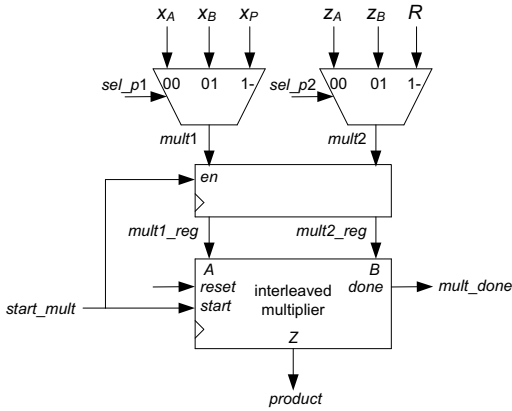 x_A x_B x_P z_A z_B R
sel_p1 00 01 1- sel_p2 00 01 1-
mult1 mult2
en
mult1_reg mult2_reg
A B
reset interleaved done mult_done
start_mult start multiplier
Z
product